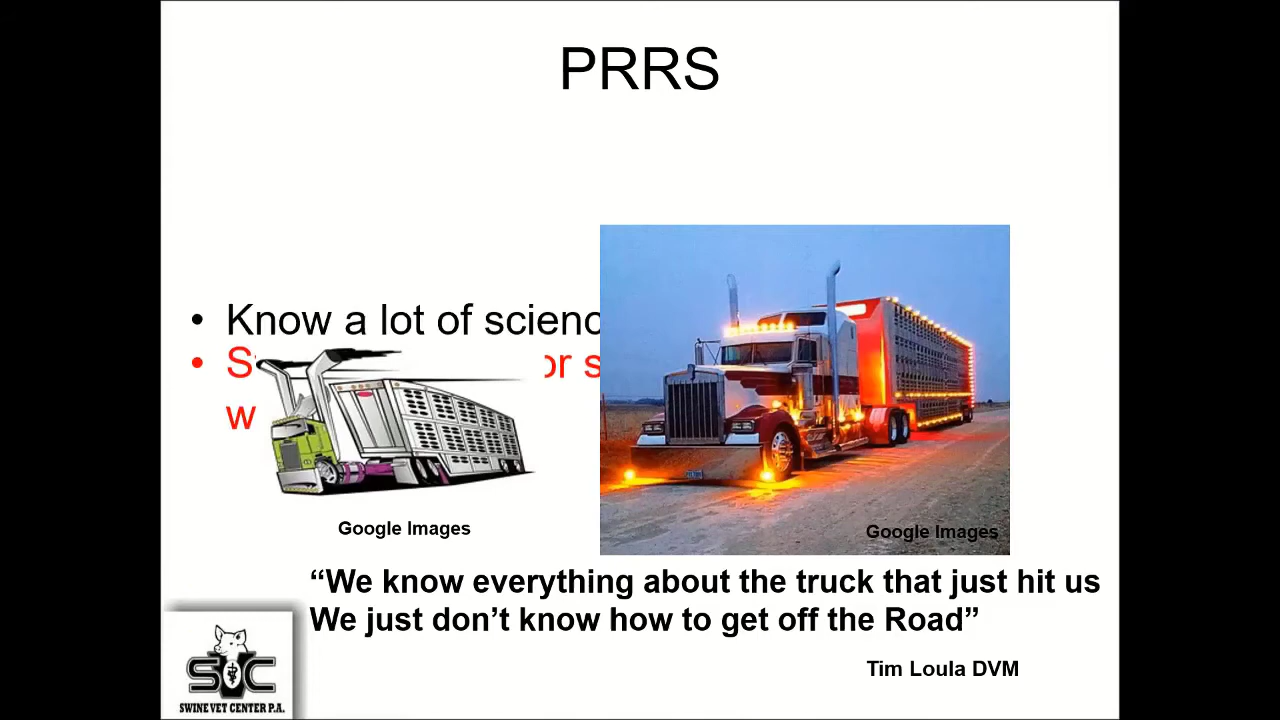 PRRS
• Know a lot of scienc
• S or s
w
Google Images
Google Images
“We know everything about the truck that just hit us
We just don’t know how to get off the Road”
Tim Loula DVM
SVC
SWINE VET CENTER P.A.